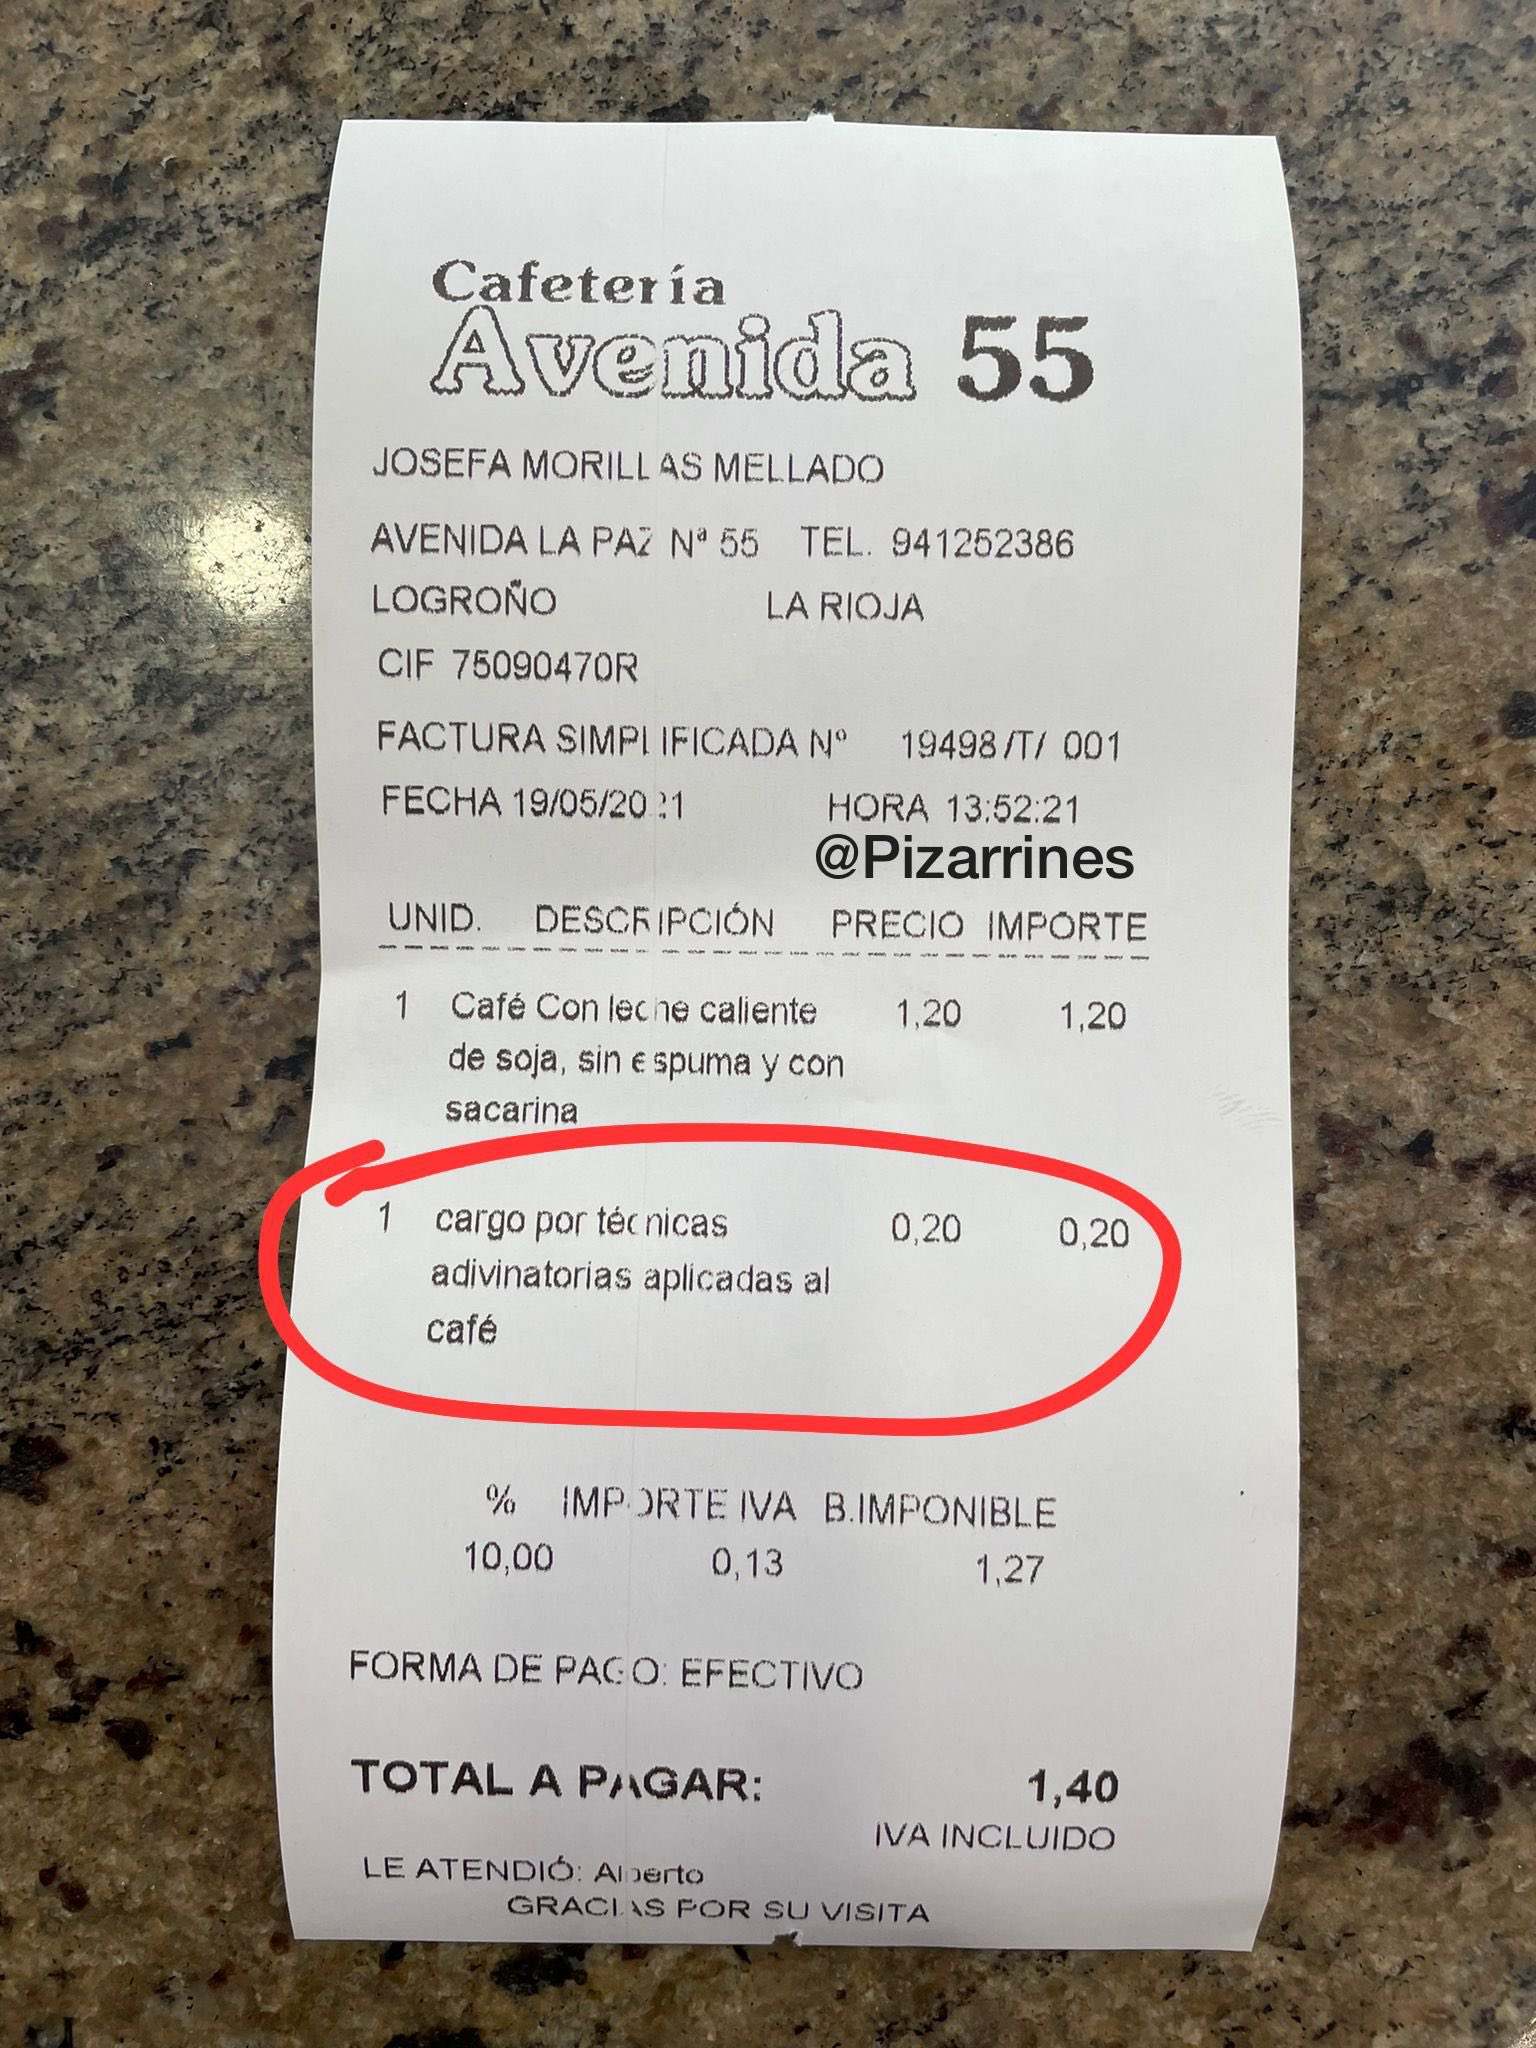 Cafetería
Avenida 55
JOSEFA MORILLAS MELLADO
AVENIDA LA PAZ Nª 55 TEL. 941252386
LOGROÑO LA RIOJA
CIF 75090470R
FACTURA SIMPLIFICADA Nº 19498/T/ 001
FECHA 19/05/2021 HORA 13:52:21
@Pizarrines
UNID. DESCRIPCIÓN PRECIO IMPORTE
1 Café Con leche caliente 1,20 1,20
de soja, sin espuma y con
sacarina
1 cargo por técnicas 0,20 0,20
adivinatorias aplicadas al
café
% IMPORTE IVA B.IMPONIBLE
10,00 0,13 1,27
FORMA DE PAGO: EFECTIVO
TOTAL A PAGAR: 1,40
IVA INCLUIDO
LE ATENDIÓ: Alberto
GRACIAS POR SU VISITA